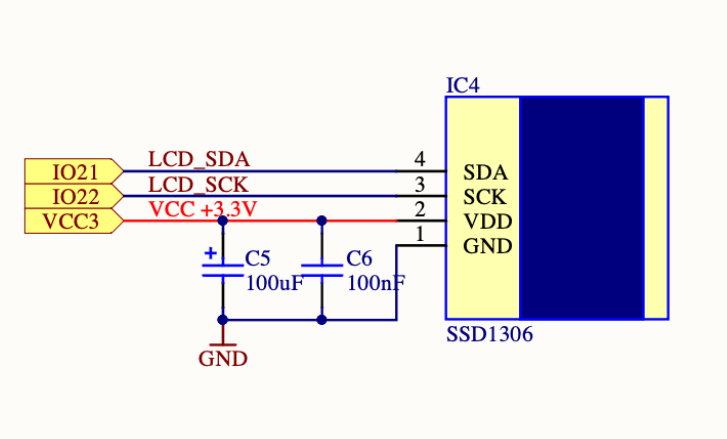 IC4
LCD_SDA
IO21
4
SDA
LCD_SCK
IO22
3
SCK
VCC +3.3V
VCC3
2
VDD
1
GND
+
C5
100uF
C6
100nF
GND
SSD1306